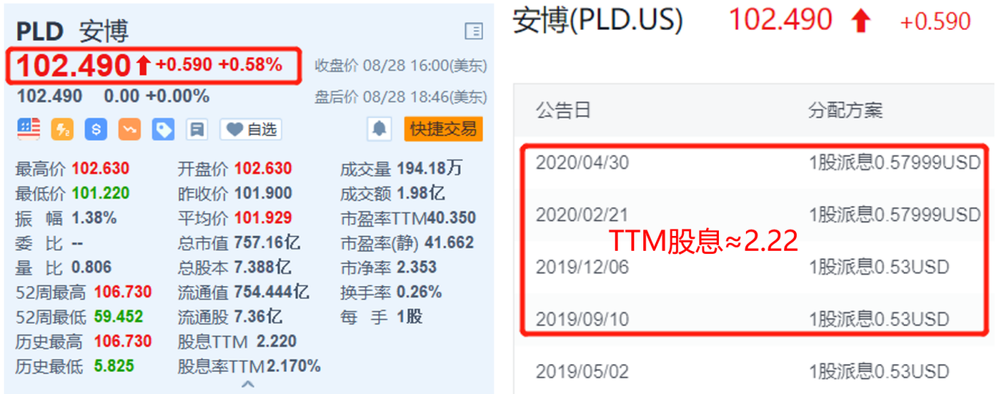 PLD 安博
102.490 +0.590 +0.58% 收盘价 08/28 16:00(美东)
102.490 0.00 +0.00% 盘后价 08/28 18:46(美东)
自选 快捷交易
最高价 102.630 开盘价 102.630 成交量 194.18万
最低价 101.220 昨收价 101.900 成交额 1.98亿
振 幅 1.38% 平均价 101.929 市盈率TTM40.350
委 比 -- 总市值 757.16亿 市盈率(静) 41.662
量 比 0.806 总股本 7.388亿 市净率 2.353
52周最高 106.730 流通值 754.444亿 换手率 0.26%
52周最低 59.452 流通股 7.36亿 每 手 1股
历史最高 106.730 股息TTM 2.220
历史最低 5.825 股息率TTM2.170%
安博(PLD.US) 102.490 +0.590
公告日 分配方案
2020/04/30 1股派息0.57999USD
2020/02/21 1股派息0.57999USD
TTM股息≈2.22
2019/12/06 1股派息0.53USD
2019/09/10 1股派息0.53USD
2019/05/02 1股派息0.53USD